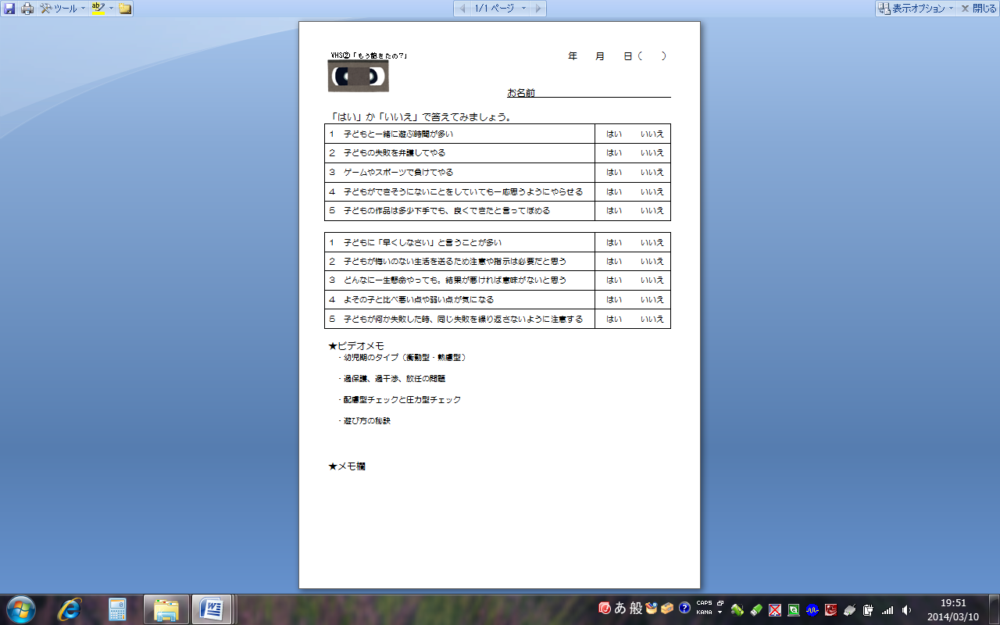 ツール
1/1 ページ
表示オプション
閉じる
VHS②「もう飽きたの?」
年　月　日（　）
お名前
「はい」か「いいえ」で答えてみましょう。
1 子どもと一緒に遊ぶ時間が多い はい いいえ
2 子どもの失敗を弁護してやる はい いいえ
3 ゲームやスポーツで負けてやる はい いいえ
4 子どもができそうにないことをしていても一応思うようにやらせる はい いいえ
5 子どもの作品は多少下手でも、良くできたと言ってほめる はい いいえ
1 子どもに「早くしなさい」と言うことが多い はい いいえ
2 子どもが悔いのない生活を送るため注意や指示は必要だと思う はい いいえ
3 どんなに一生懸命やっても。結果が悪ければ意味がないと思う はい いいえ
4 よその子と比べ悪い点や弱い点が気になる はい いいえ
5 子どもが何か失敗した時、同じ失敗を繰り返さないように注意する はい いいえ
★ビデオメモ
・幼児期のタイプ（衝動型・熟慮型）
・過保護、過干渉、放任の問題
・配慮型チェックと圧力型チェック
・遊び方の秘訣
★メモ欄
あ 般
CAPS
KANA
19:51
2014/03/10